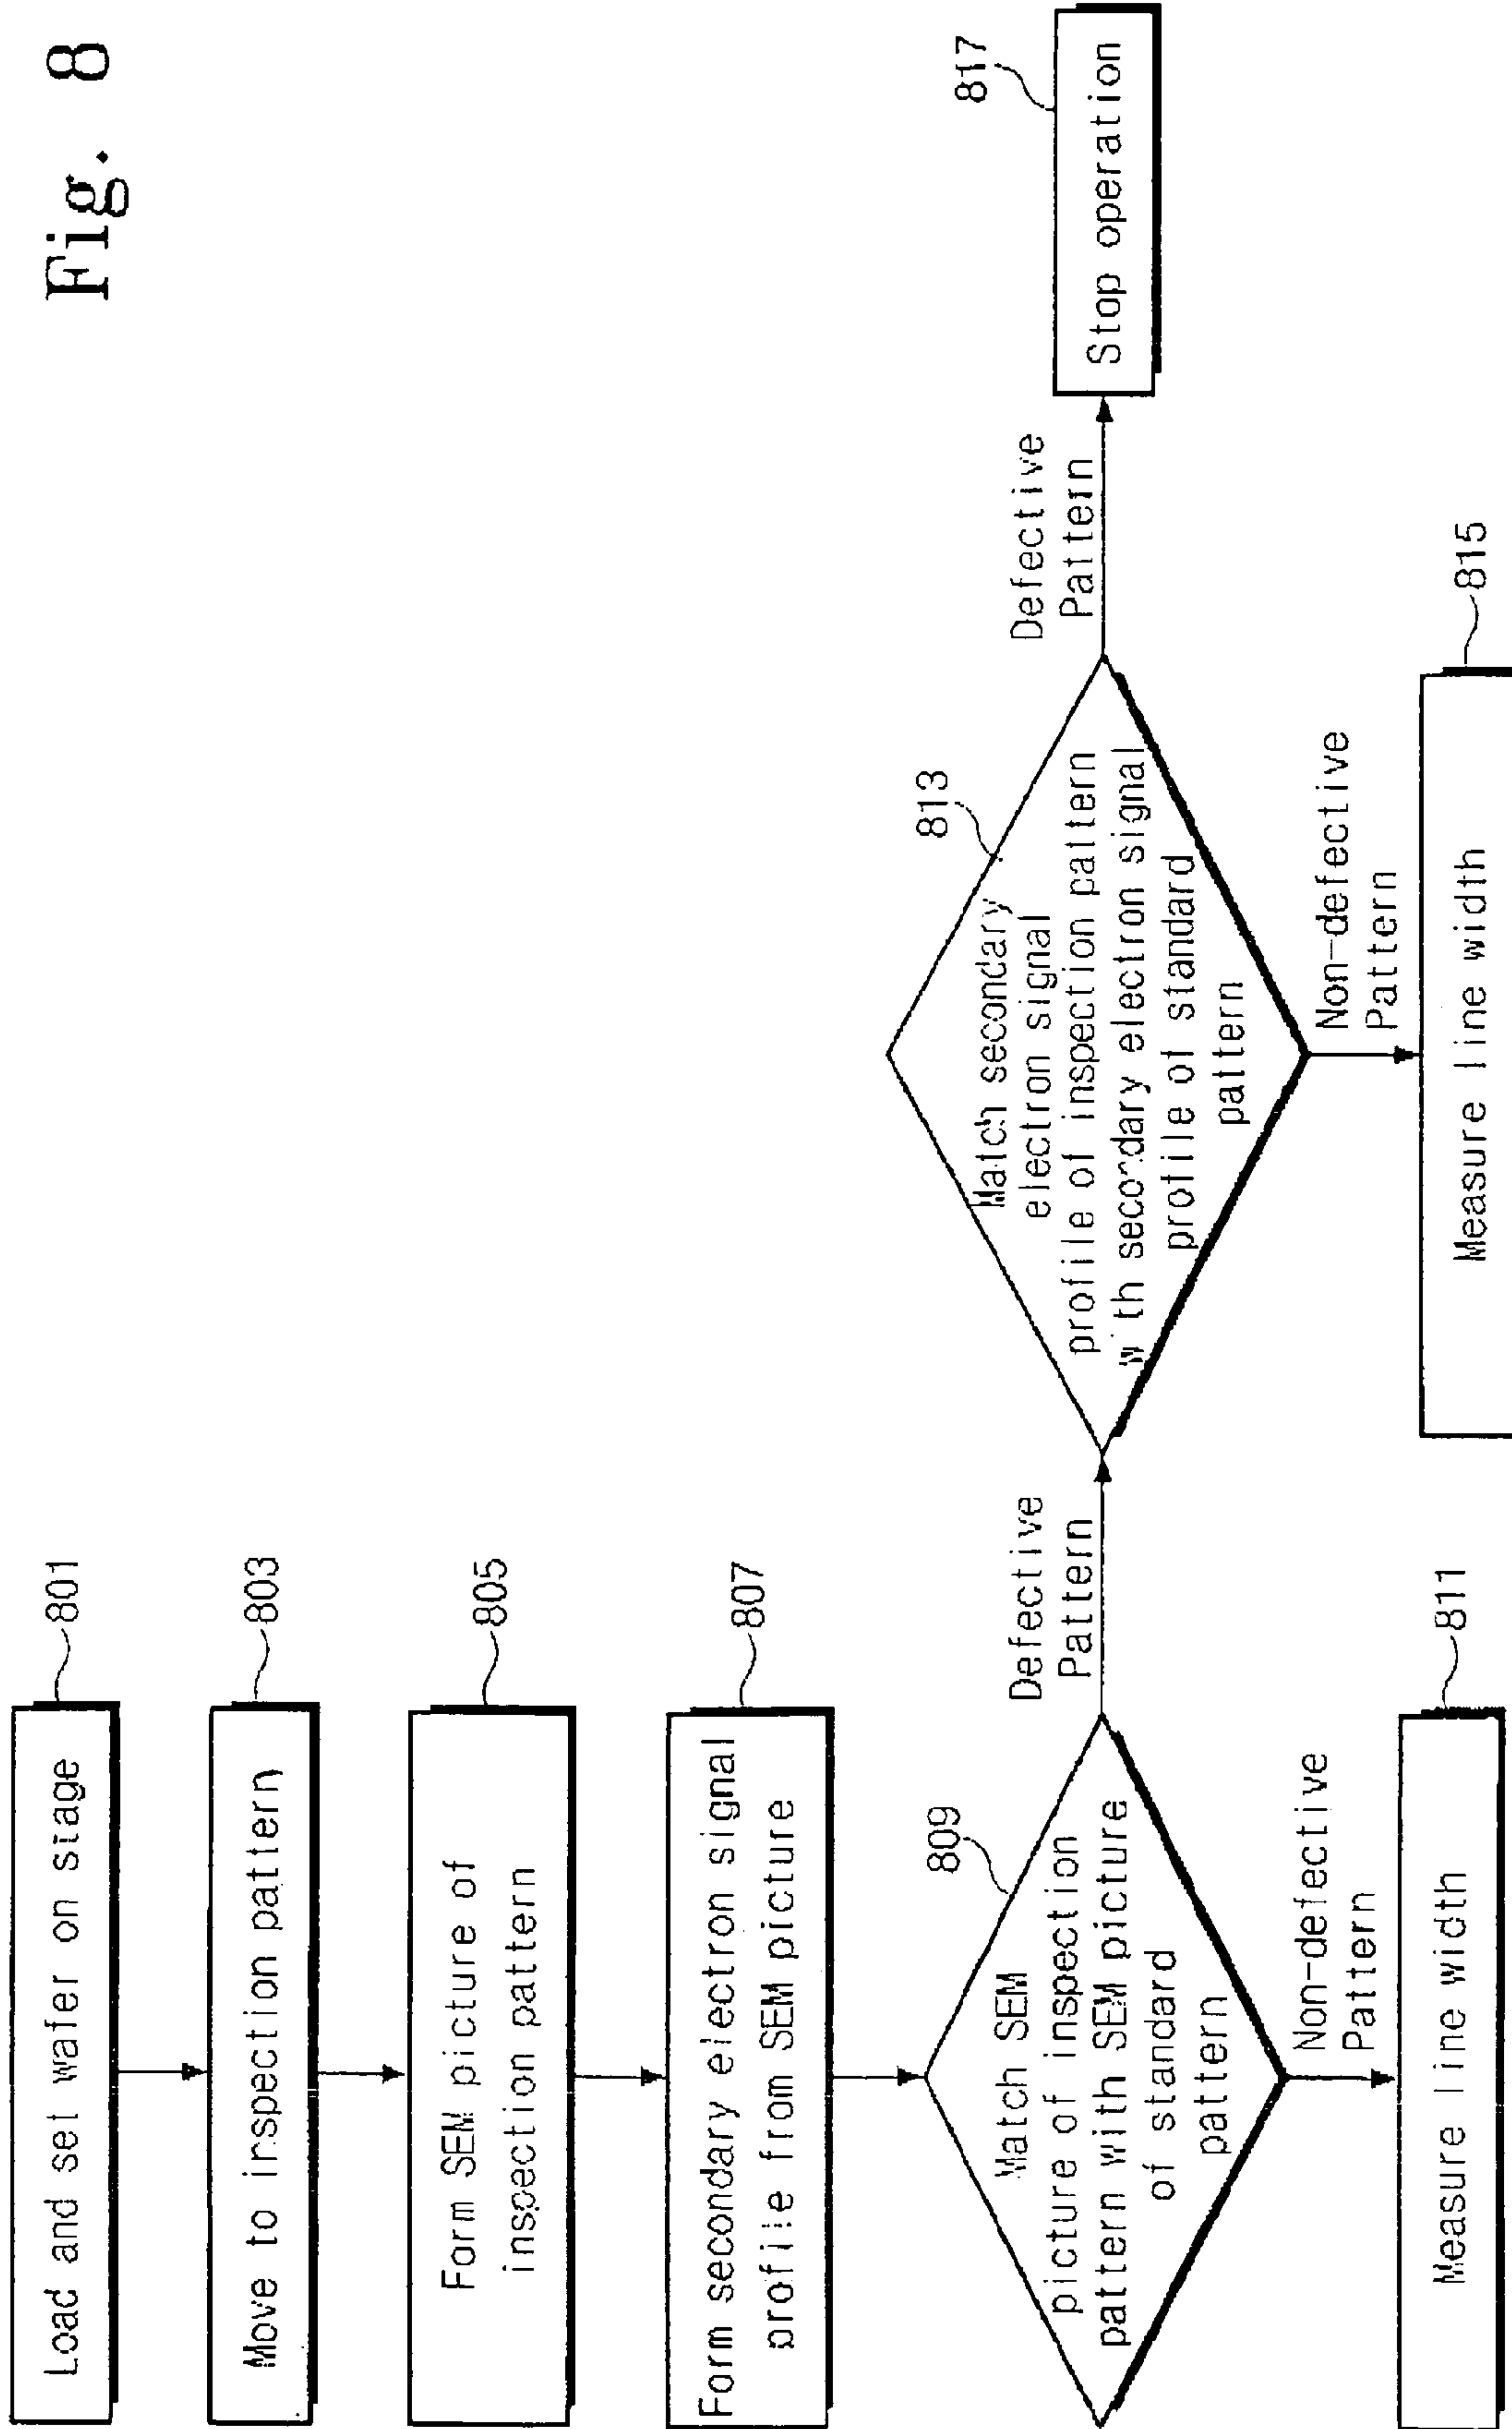 Fig. 8
Load and set wafer on stage
801
Move to inspection pattern
803
Form SEM picture of
inspection pattern
805
Form secondary electron signal
profile from SEM picture
807
Match SEM
picture of inspection
pattern with SEM picture
of standard
pattern
809
Defective
Pattern
Non-defective
Pattern
Measure line width
811
Match secondary
electron signal
profile of inspection pattern
with secondary electron signal
profile of standard
pattern
813
Defective
Pattern
Non-defective
Pattern
Measure line width
815
Stop operation
817